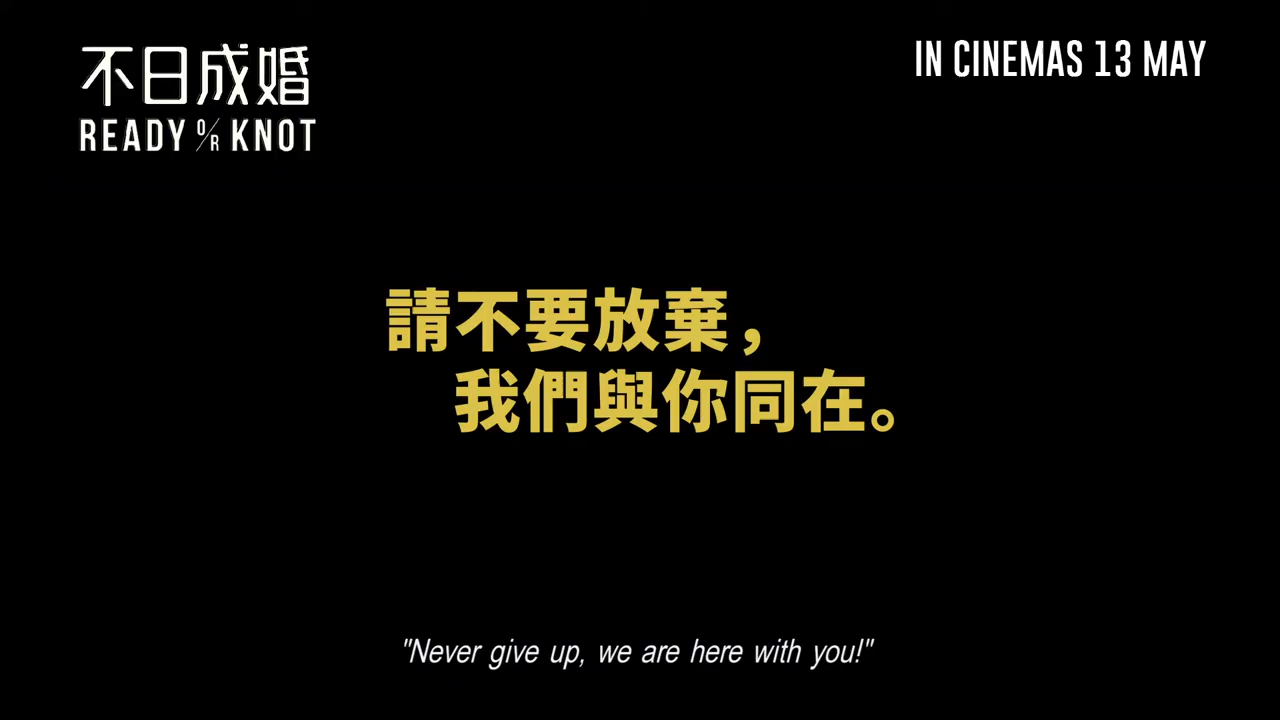 不日成婚
READY OR KNOT
IN CINEMAS 13 MAY
請不要放棄，
我們與你同在。
"Never give up, we are here with you!"